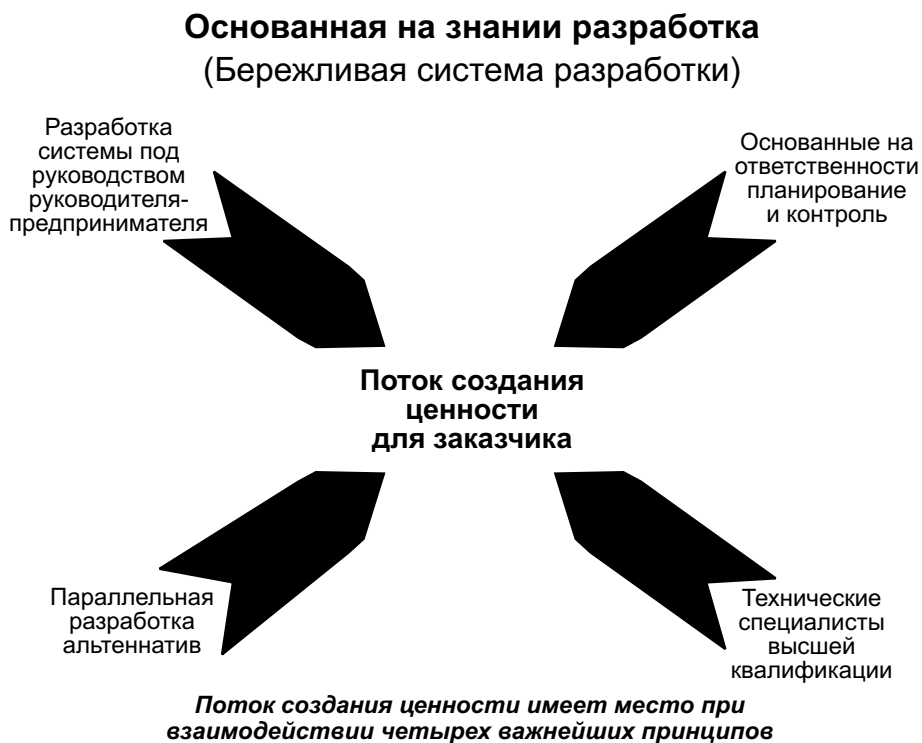 Основанная на знании разработка
(Бережливая система разработки)
Разработка
системы под
руководством
руководителя-
предпринимателя
Основанные на
ответственности
планирование
и контроль
Поток создания
ценности
для заказчика
Параллельная
разработка
альтеннатив
Технические
специалисты
высшей
квалификации
Поток создания ценности имеет место при
взаимодействии четырех важнейших принципов